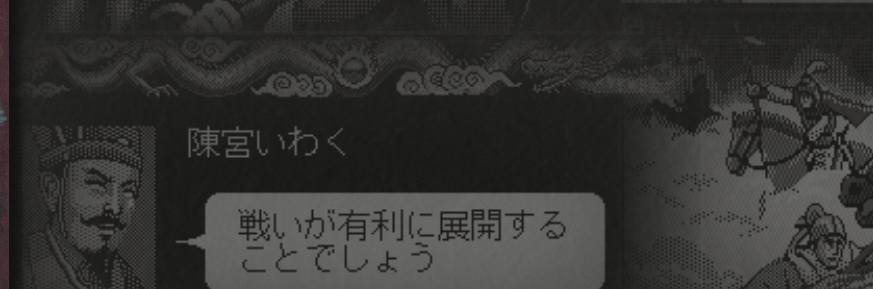 陳宮いわく
戦いが有利に展開する
ことでしょう